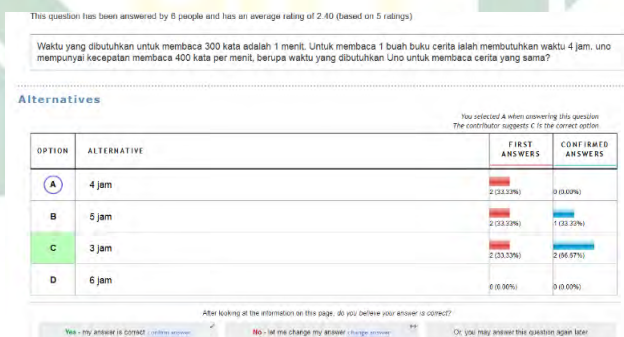 This question has been answered by 6 people and has an average rating of 2.40 (based on 5 ratings)
Waktu yang dibutuhkan untuk membaca 300 kata adalah 1 menit. Untuk membaca 1 buah buku cerita ialah membutuhkan waktu 4 jam. uno
mempunyai kecepatan membaca 400 kata per menit, berupa waktu yang dibutuhkan Uno untuk membaca cerita yang sama?
Alternatives
You selected A when answering this question
The contributor suggests C is the correct option
OPTION ALTERNATIVE FIRST ANSWERS CONFIRMED ANSWERS
A 4 jam 2 (33.33%) 0 (0.00%)
B 5 jam 2 (33.33%) 1 (33.33%)
C 3 jam 2 (33.33%) 2 (66.67%)
D 6 jam 0 (0.00%) 0 (0.00%)
After looking at the information on this page, do you believe your answer is correct?
Yes - my answer is correct confirm answer No - let me change my answer change answer Or, you may answer this question again later